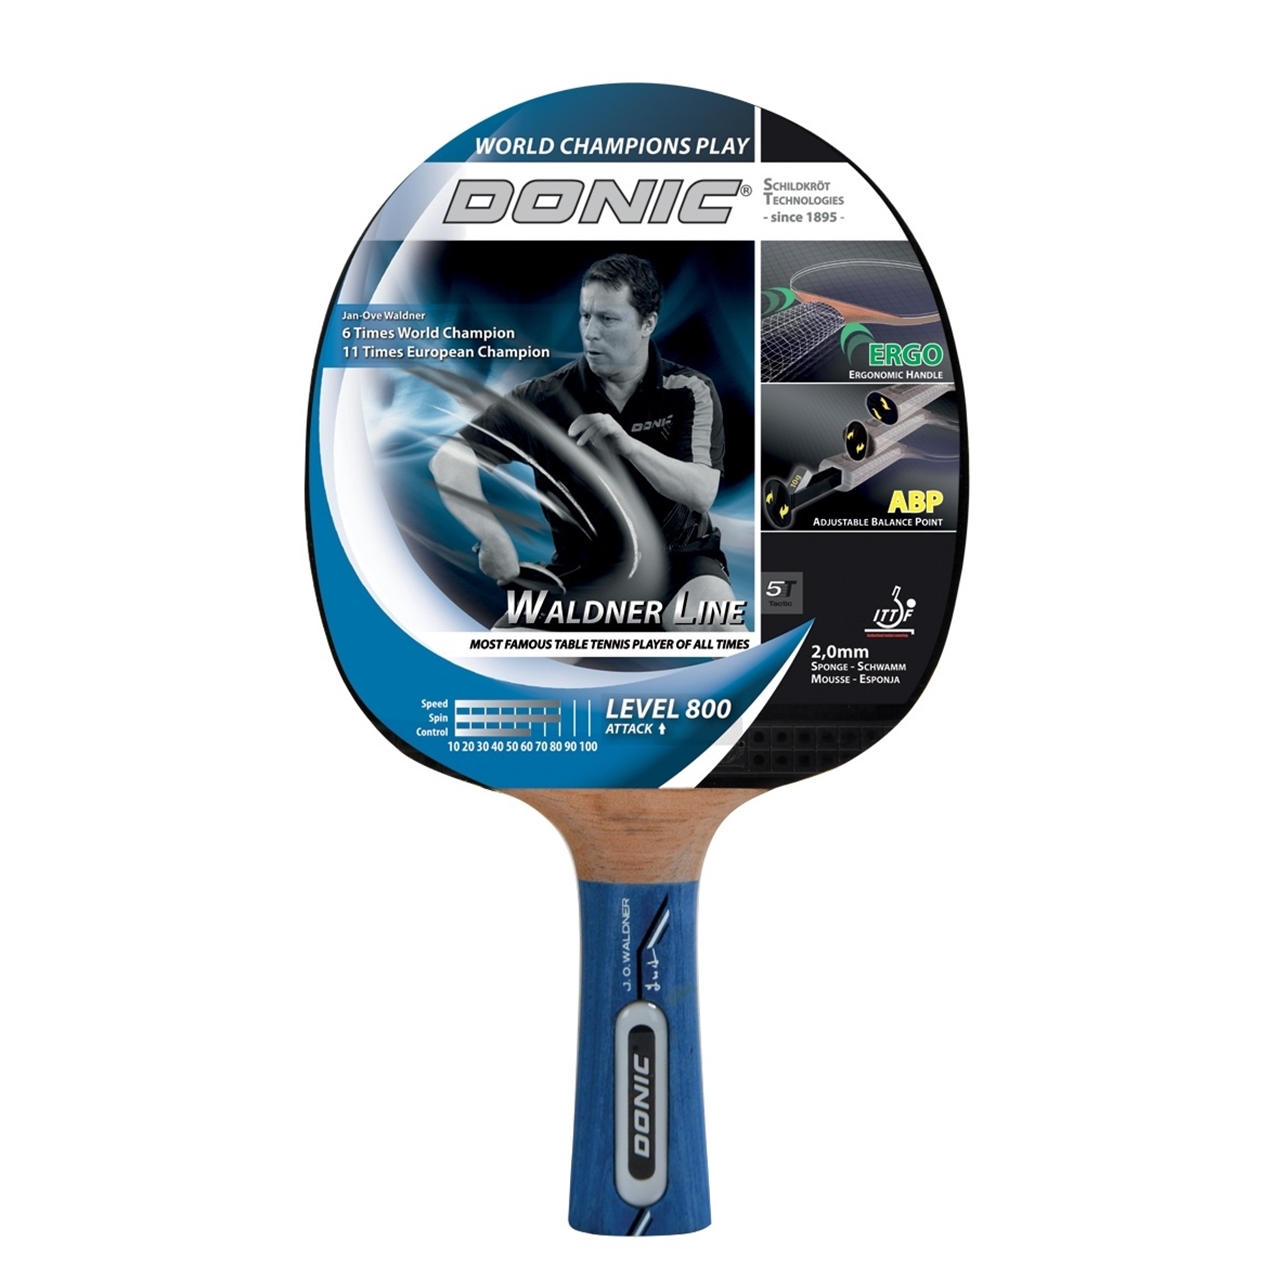 WORLD CHAMPIONS PLAY
DONIC®
SCHILDKRÖT
TECHNOLOGIES
- since 1895 -
Jan-Ove Waldner
6 Times World Champion
11 Times European Champion
DONIC
ERGO
ERGONOMIC HANDLE
10g
ABP
ADJUSTABLE BALANCE POINT
WALDNER LINE
MOST FAMOUS TABLE TENNIS PLAYER OF ALL TIMES
5T
Tactic
ITTF
2,0mm
SPONGE - SCHWAMM
MOUSSE - ESPONJA
Speed
Spin
Control
10 20 30 40 50 60 70 80 90 100
LEVEL 800
ATTACK
J. O. WALDNER
DONIC